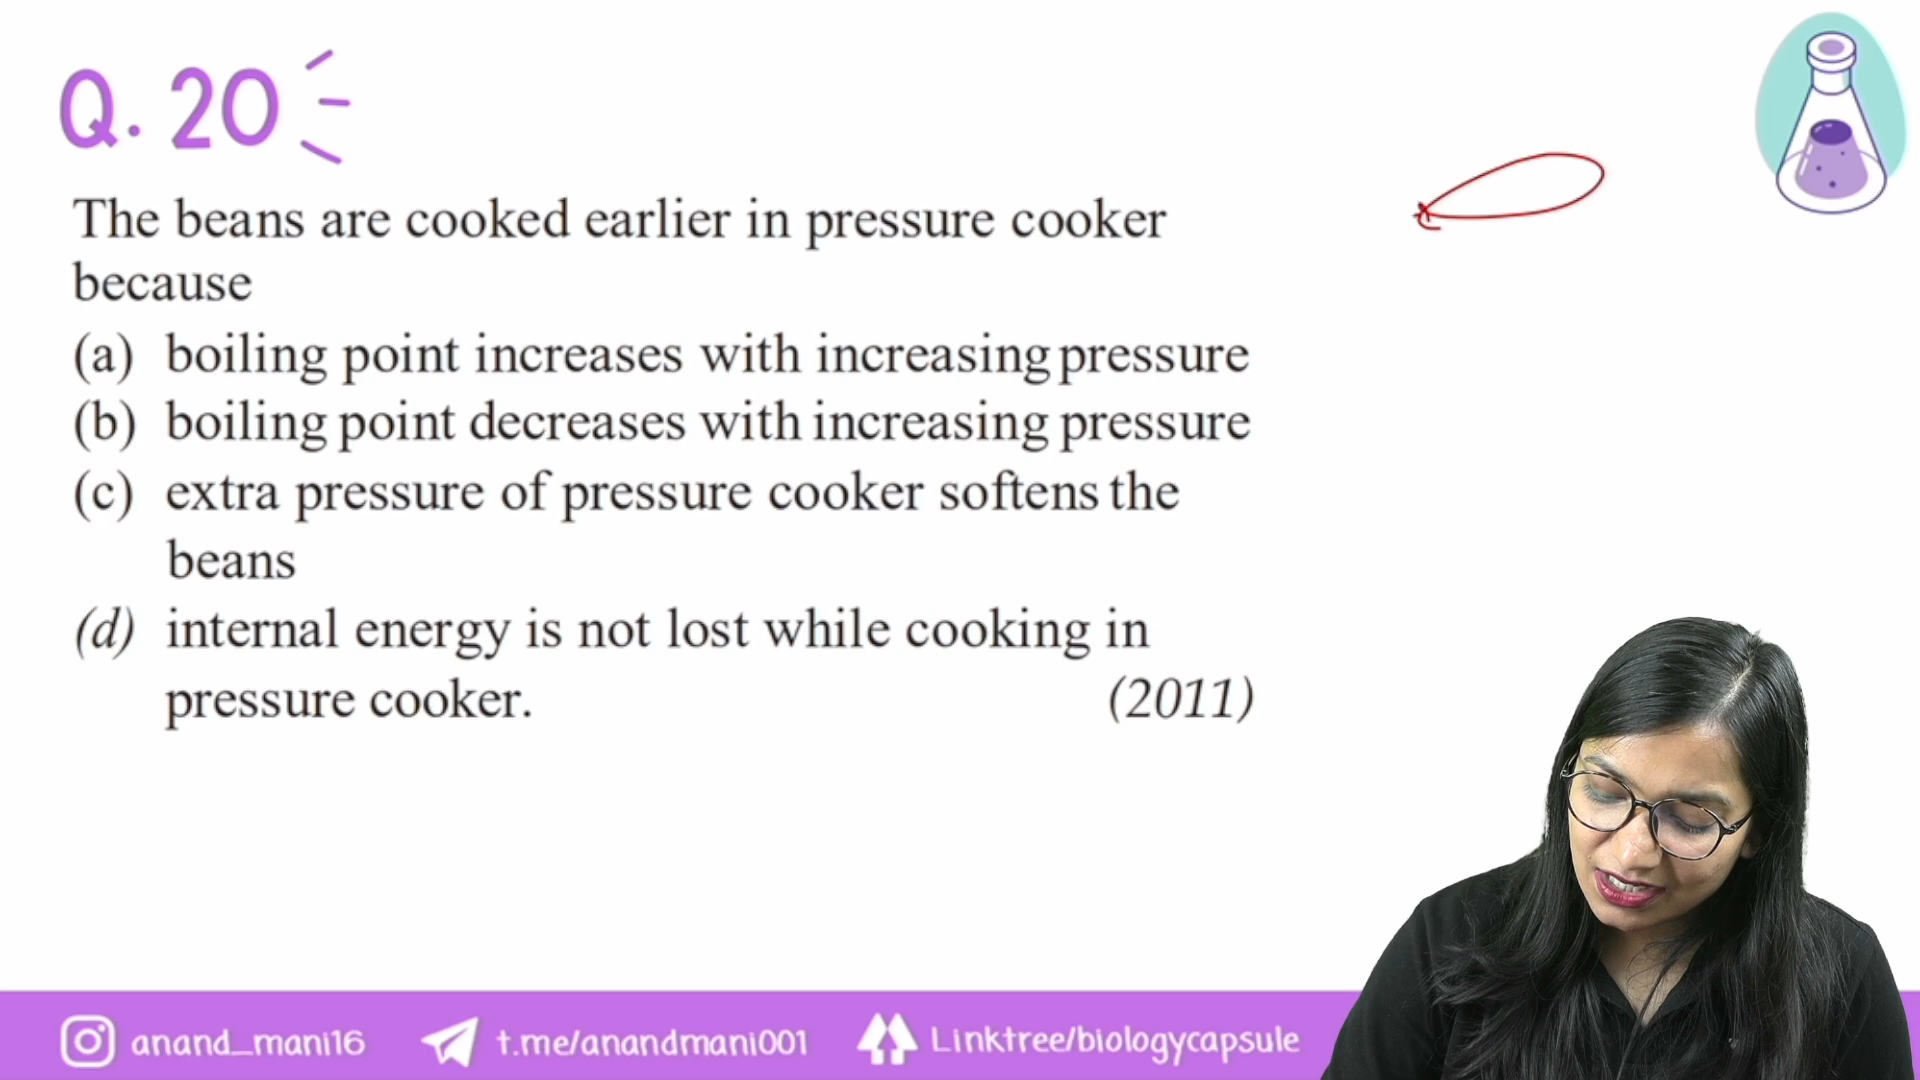 Q. 20
The beans are cooked earlier in pressure cooker
because
(a) boiling point increases with increasing pressure
(b) boiling point decreases with increasing pressure
(c) extra pressure of pressure cooker softens the
beans
(d) internal energy is not lost while cooking in
pressure cooker. (2011)
anand_mani16 t.me/anandmani001 Linktree/biologycapsule